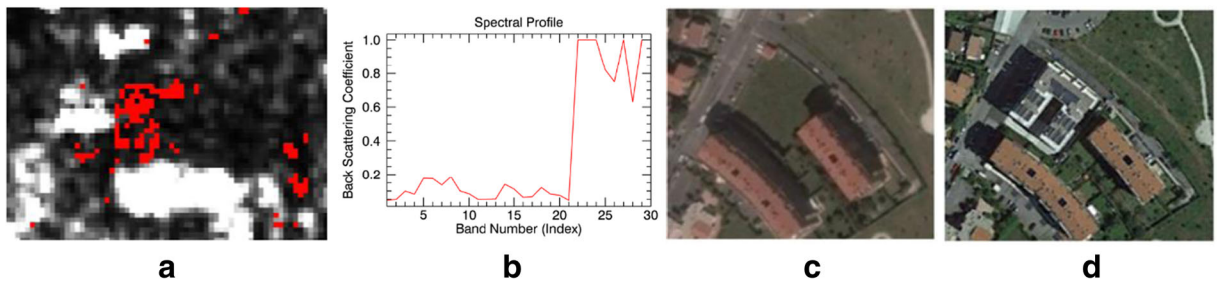 Spectral Profile
Back Scattering Coefficient
1.0
0.8
0.6
0.4
0.2
5 10 15 20 25 30
Band Number (Index)
a b c d